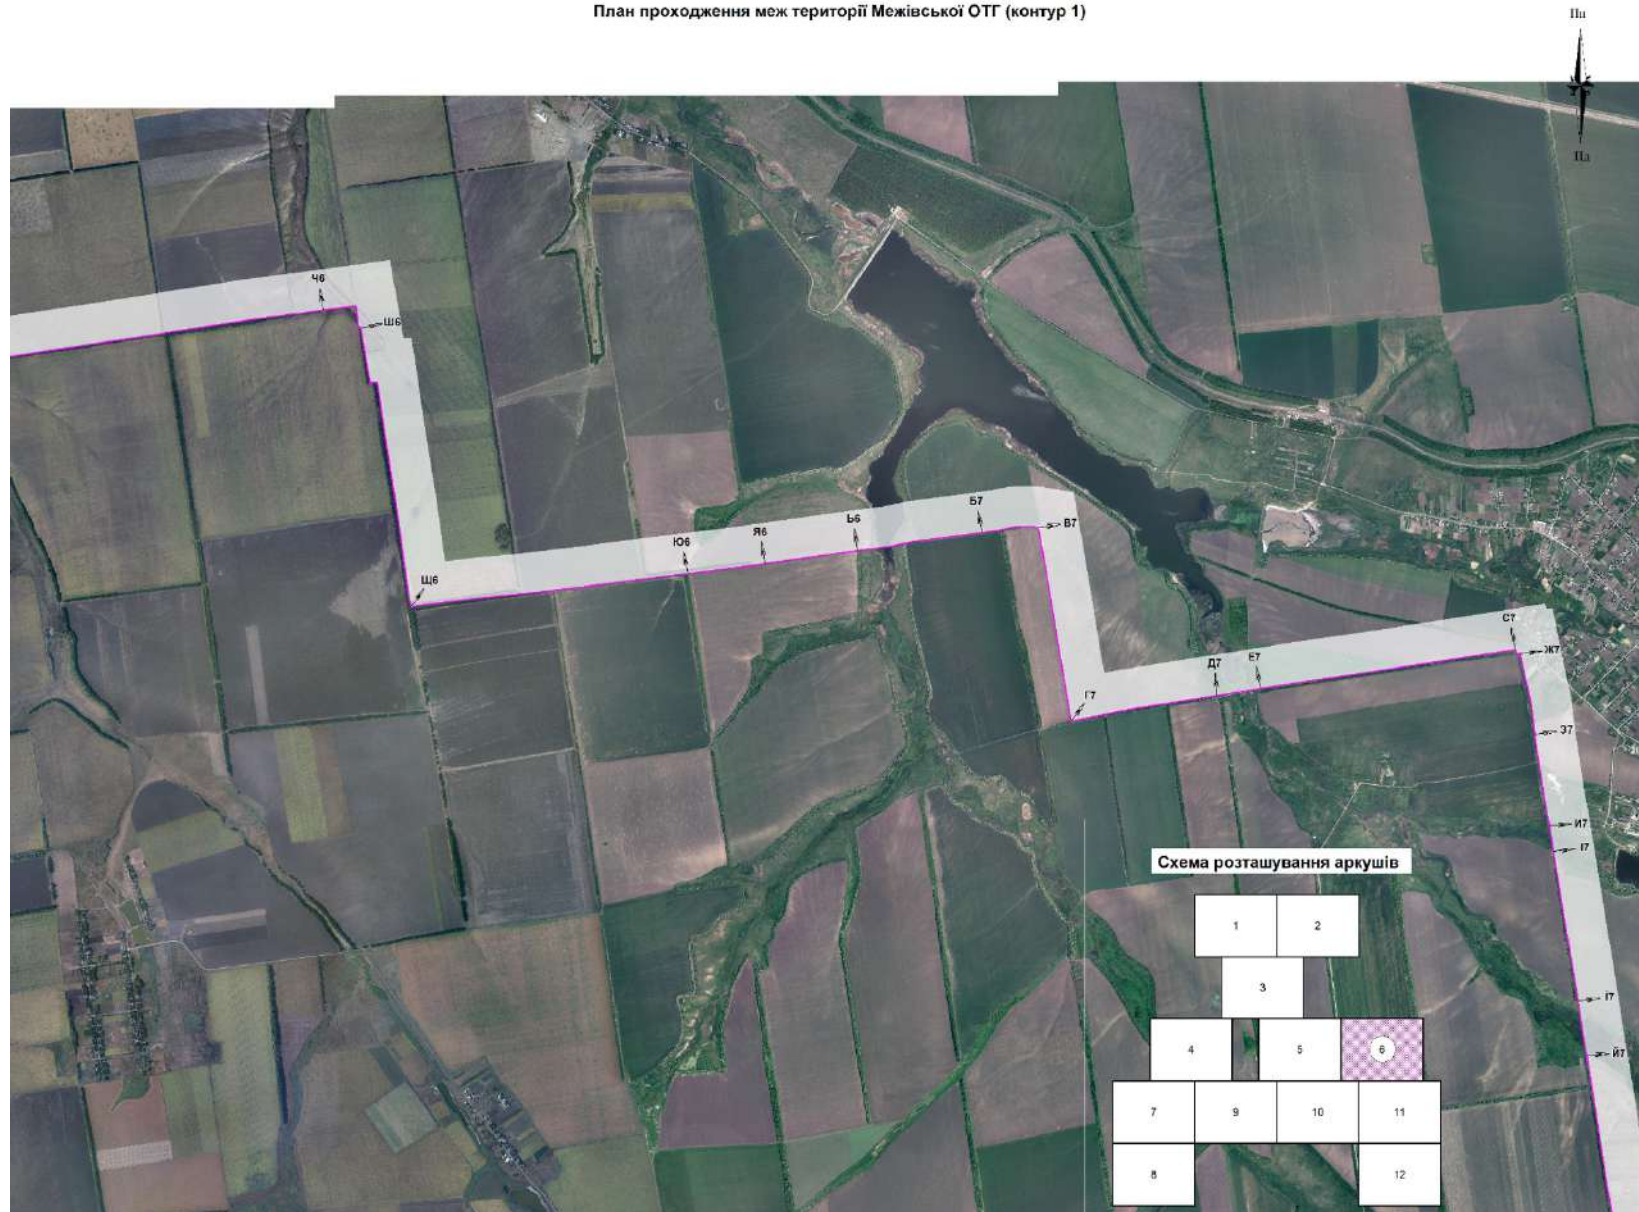 План проходження меж території Межівської ОТГ (контур 1)
Пн
Пд
Ч6
Ш6
Щ6
Ю6
Я6
Ь6
Б7
В7
Г7
Д7
Е7
С7
Ж7
З7
И7
І7
Ї7
Й7
Схема розташування аркушів
1 2
3
4 5 6
7 9 10 11
8 12